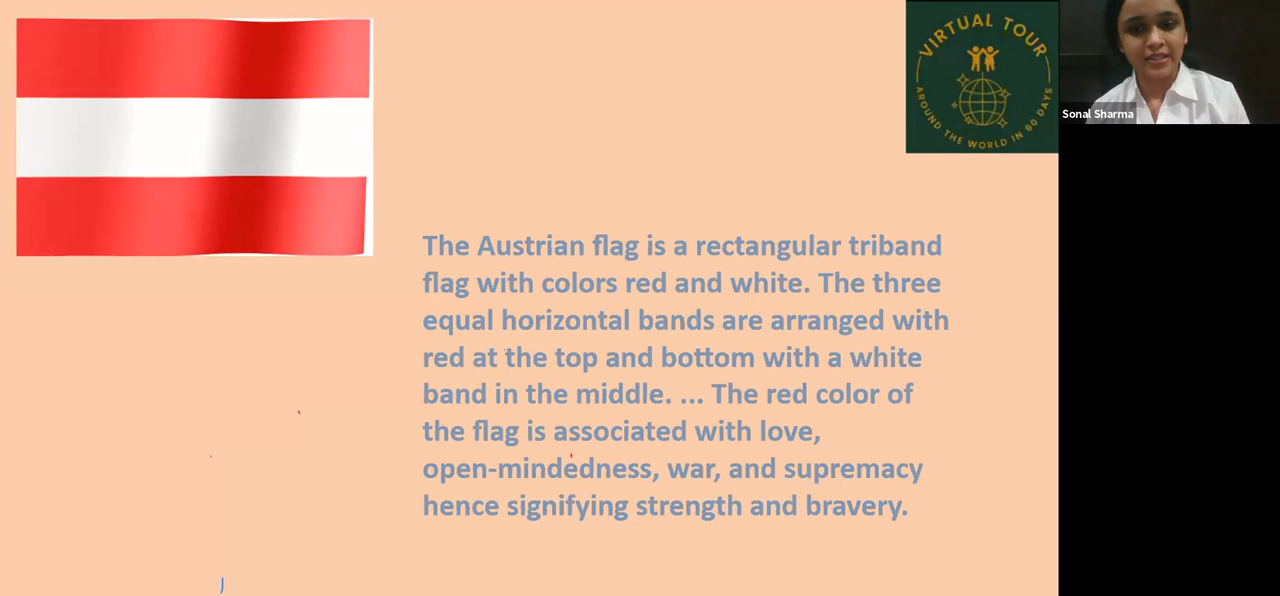 VIRTUAL TOUR
AROUND THE WORLD IN 60 DAYS
Sonal Sharma
The Austrian flag is a rectangular triband
flag with colors red and white. The three
equal horizontal bands are arranged with
red at the top and bottom with a white
band in the middle. ... The red color of
the flag is associated with love,
open-mindedness, war, and supremacy
hence signifying strength and bravery.